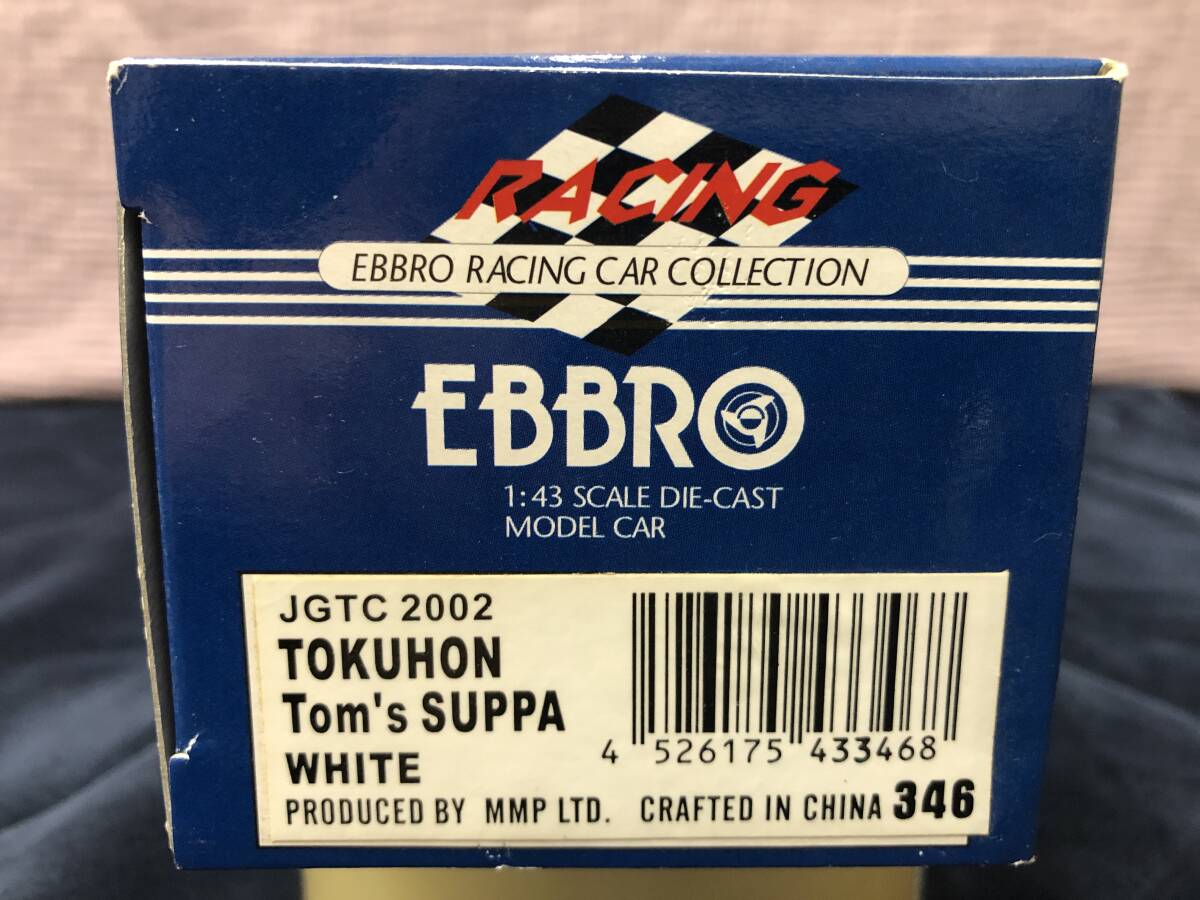 RACING
EBBRO RACING CAR COLLECTION
EBBRO
1:43 SCALE DIE-CAST
MODEL CAR
JGTC 2002
TOKUHON
Tom's SUPPA
WHITE
4 526175 433468
PRODUCED BY MMP LTD. CRAFTED IN CHINA 346